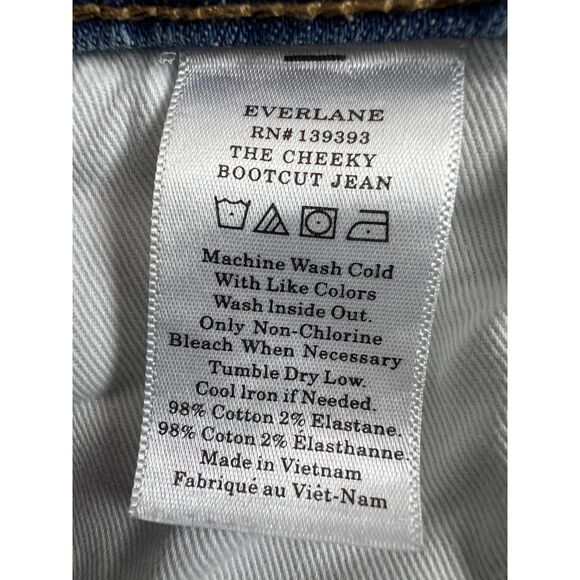 EVERLANE
RN# 139393
THE CHEEKY
BOOTCUT JEAN
Machine Wash Cold
With Like Colors
Wash Inside Out.
Only Non-Chlorine
Bleach When Necessary
Tumble Dry Low.
Cool Iron if Needed.
98% Cotton 2% Elastane.
98% Coton 2% Élasthanne.
Made in Vietnam
Fabriqué au Viêt-Nam